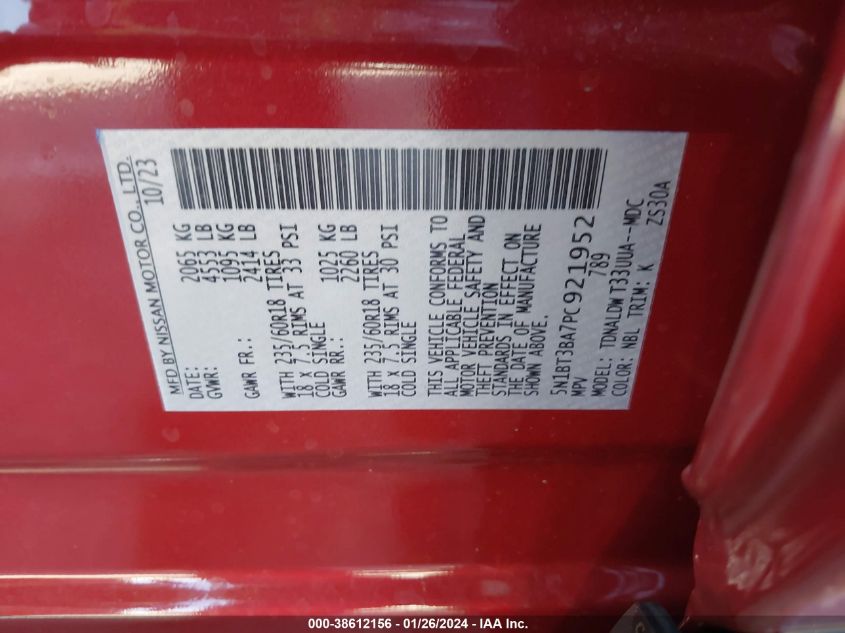 MFD BY NISSAN MOTOR CO., LTD.
DATE: 10/23
GVWR: 2065 KG
4553 LB
GAWR FR.: 1095 KG
2414 LB
WITH 235/60R18 TIRES
18 X 7.5 RIMS AT 33 PSI
COLD SINGLE
GAWR RR.: 1025 KG
2260 LB
WITH 235/60R18 TIRES
18 X 7.5 RIMS AT 30 PSI
COLD SINGLE
THIS VEHICLE CONFORMS TO
ALL APPLICABLE FEDERAL
MOTOR VEHICLE SAFETY AND
THEFT PREVENTION
STANDARDS IN EFFECT ON
THE DATE OF MANUFACTURE
SHOWN ABOVE.
5N1BT3BA7PC921952
MPV 789
MODEL: TDNALDW T33UUA--MDC
COLOR: NBL TRIM: K ZS30A
000-38612156 - 01/26/2024 - IAA Inc.